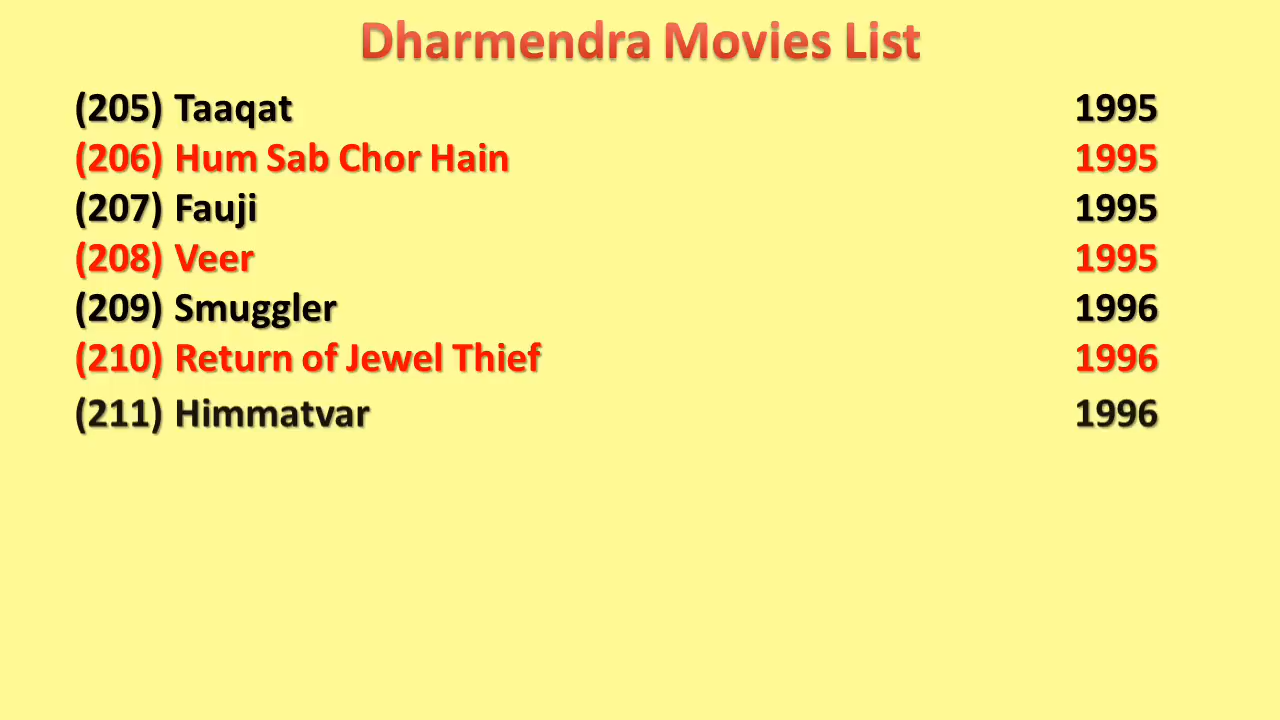 Dharmendra Movies List
(205) Taaqat 1995
(206) Hum Sab Chor Hain 1995
(207) Fauji 1995
(208) Veer 1995
(209) Smuggler 1996
(210) Return of Jewel Thief 1996
(211) Himmatvar 1996